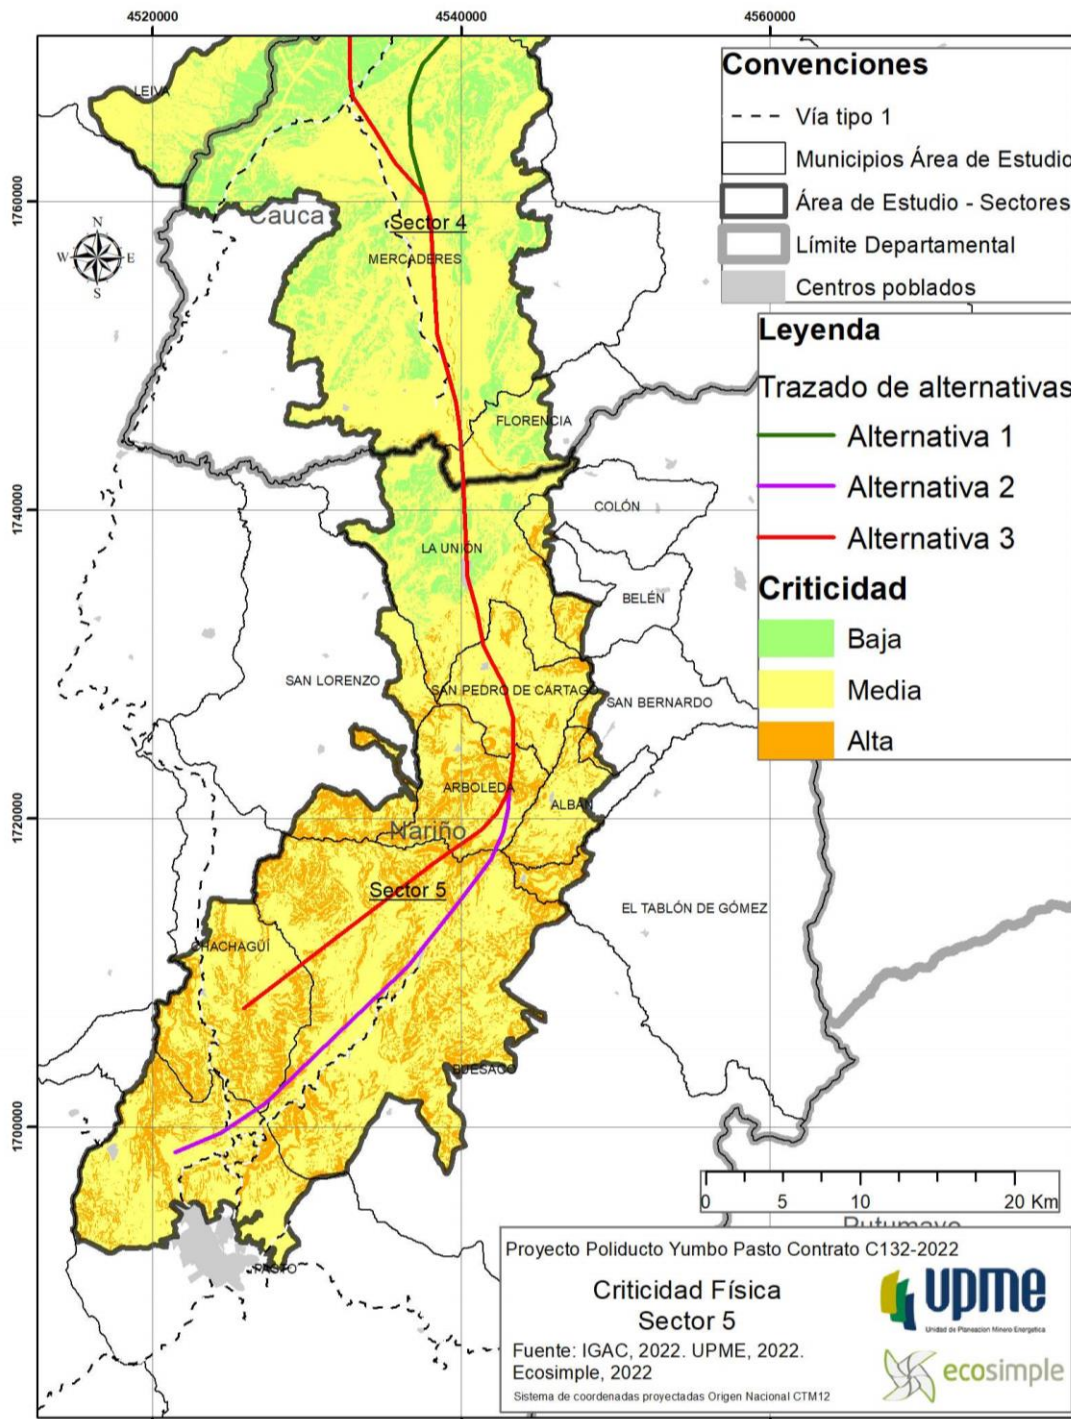 4520000
4540000
4560000
1760000
1740000
1720000
1700000
N
W
E
S
LEIVA
Cauca
Sector 4
MERCADERES
FLORENCIA
COLÓN
LA UNIÓN
BELÉN
SAN LORENZO
SAN PEDRO DE CARTAGO
SAN BERNARDO
ARBOLEDA
ALBÁN
Nariño
Sector 5
EL TABLÓN DE GÓMEZ
CHACHAGÜÍ
BUESACO
PASTO
Convenciones
Vía tipo 1
Municipios Área de Estudio
Área de Estudio - Sectores
Límite Departamental
Centros poblados
Leyenda
Trazado de alternativas
Alternativa 1
Alternativa 2
Alternativa 3
Criticidad
Baja
Media
Alta
0 5 10 20 Km
Putumayo
Proyecto Poliducto Yumbo Pasto Contrato C132-2022
Criticidad Física
Sector 5
Fuente: IGAC, 2022. UPME, 2022.
Ecosimple, 2022
Sistema de coordenadas proyectadas Origen Nacional CTM12
upme
Unidad de Planeación Minero Energética
ecosimple